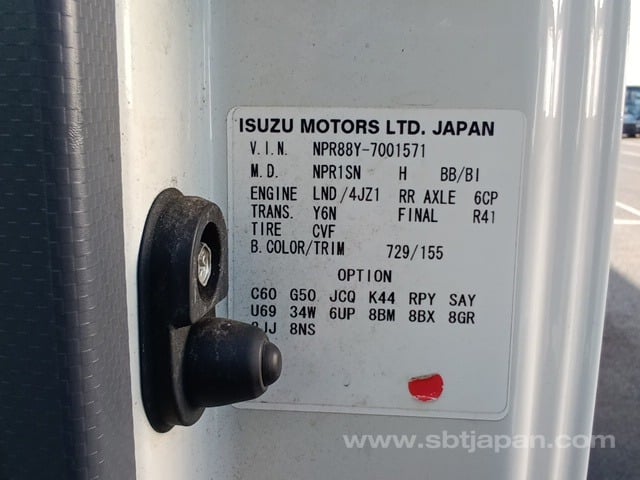 ISUZU MOTORS LTD. JAPAN
V.I.N. NPR88Y-7001571
M.D. NPR1SN H BB/BI
ENGINE LND/4JZ1 RR AXLE 6CP
TRANS. Y6N FINAL R41
TIRE CVF
B.COLOR/TRIM 729/155
OPTION
C60 G50 JCQ K44 RPY SAY
U69 34W 6UP 8BM 8BX 8GR
8NS
www.sbtjapan.com